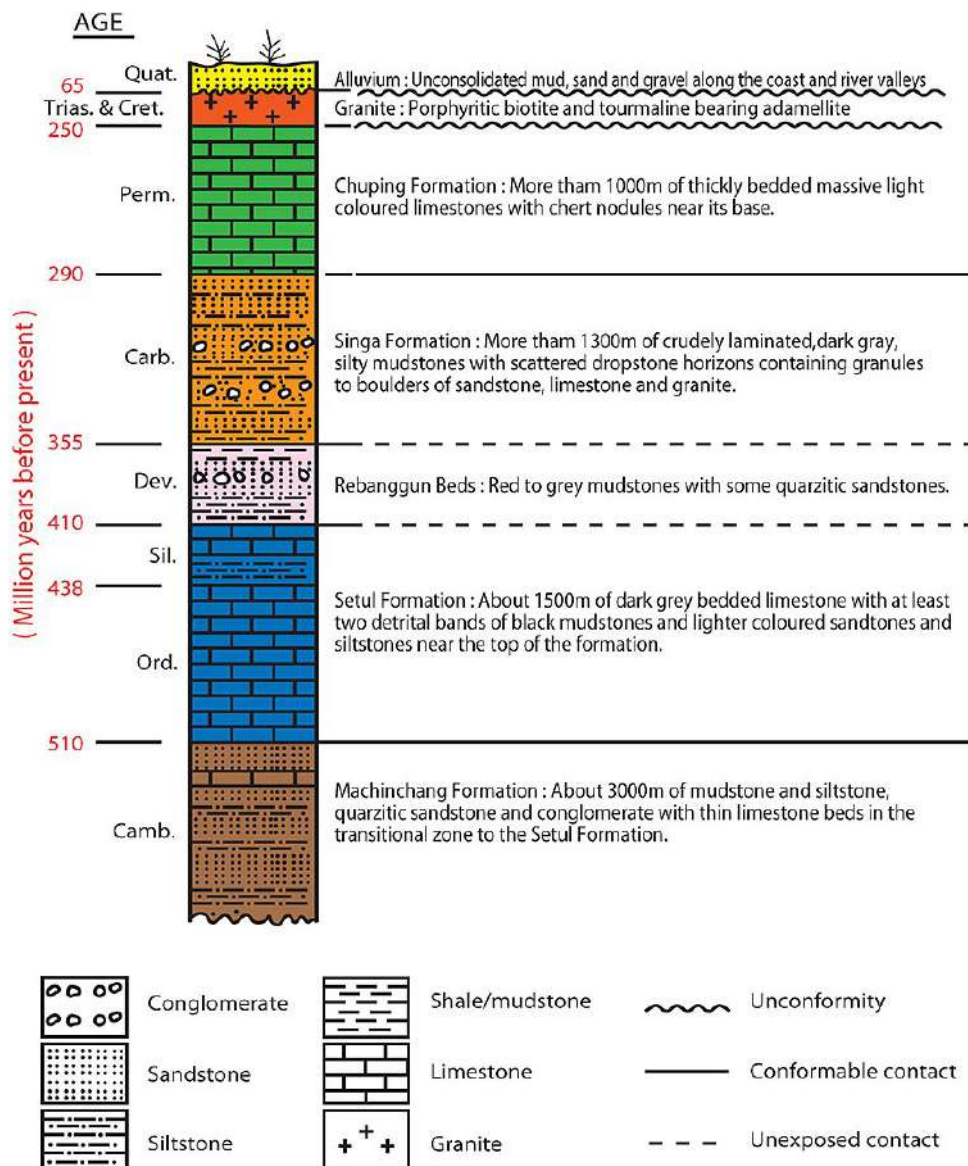 AGE
Quat.
Alluvium : Unconsolidated mud, sand and gravel along the coast and river valleys
65
Trias. & Cret.
Granite : Porphyritic biotite and tourmaline bearing adamellite
250
Perm.
Chuping Formation : More tham 1000m of thickly bedded massive light
coloured limestones with chert nodules near its base.
290
( Million years before present )
Carb.
Singa Formation : More tham 1300m of crudely laminated,dark gray,
silty mudstones with scattered dropstone horizons containing granules
to boulders of sandstone, limestone and granite.
355
Dev.
Rebanggun Beds : Red to grey mudstones with some quarzitic sandstones.
410
Sil.
438
Setul Formation : About 1500m of dark grey bedded limestone with at least
two detrital bands of black mudstones and lighter coloured sandtones and
siltstones near the top of the formation.
Ord.
510
Machinchang Formation : About 3000m of mudstone and siltstone,
quarzitic sandstone and conglomerate with thin limestone beds in the
transitional zone to the Setul Formation.
Camb.
Conglomerate
Shale/mudstone
Unconformity
Sandstone
Limestone
Conformable contact
Siltstone
Granite
Unexposed contact